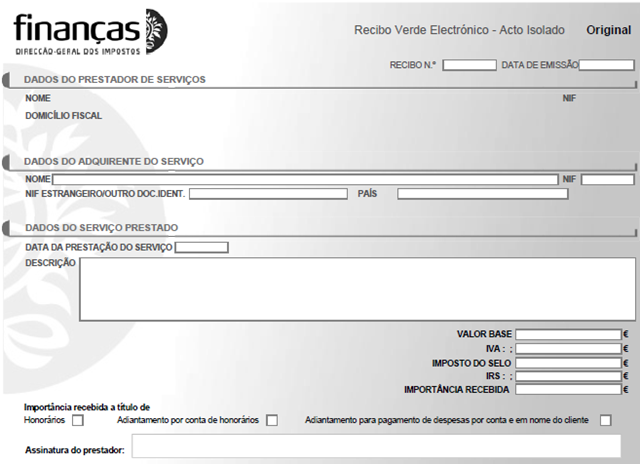 finanças
DIRECÇÃO-GERAL DOS IMPOSTOS
Recibo Verde Electrónico - Acto Isolado Original
RECIBO N.º DATA DE EMISSÃO
DADOS DO PRESTADOR DE SERVIÇOS
NOME NIF
DOMICÍLIO FISCAL
DADOS DO ADQUIRENTE DO SERVIÇO
NOME NIF
NIF ESTRANGEIRO/OUTRO DOC.IDENT. PAÍS
DADOS DO SERVIÇO PRESTADO
DATA DA PRESTAÇÃO DO SERVIÇO
DESCRIÇÃO
VALOR BASE €
IVA : ; €
IMPOSTO DO SELO €
IRS : ; €
IMPORTÂNCIA RECEBIDA €
Importância recebida a título de
Honorários Adiantamento por conta de honorários Adiantamento para pagamento de despesas por conta e em nome do cliente
Assinatura do prestador: